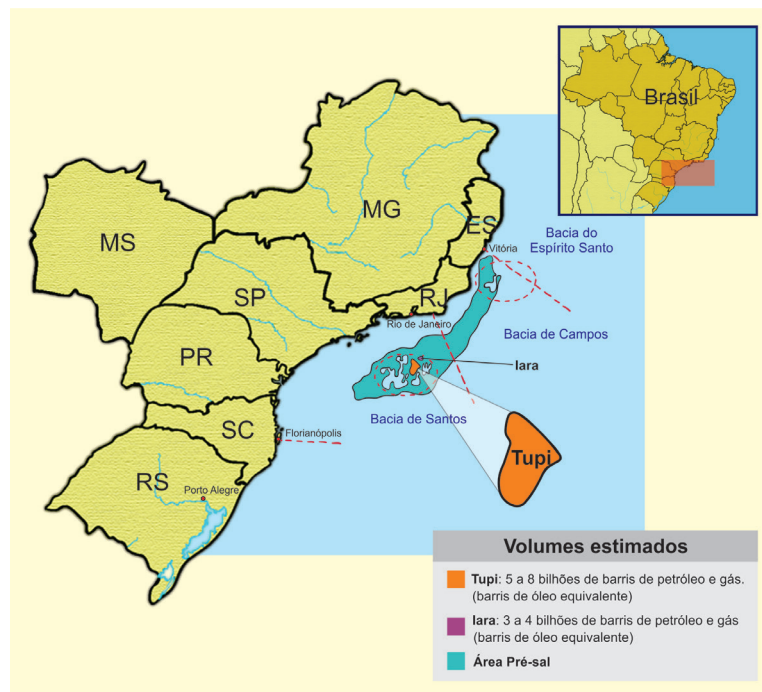 Brasil
MS
MG
ES
Vitória
Bacia do
Espírito Santo
SP
RJ
Rio de Janeiro
Bacia de Campos
PR
Iara
Bacia de Santos
SC
Florianópolis
Tupi
RS
Porto Alegre
Volumes estimados
Tupi: 5 a 8 bilhões de barris de petróleo e gás.
(barris de óleo equivalente)
Iara: 3 a 4 bilhões de barris de petróleo e gás
(barris de óleo equivalente)
Área Pré-sal